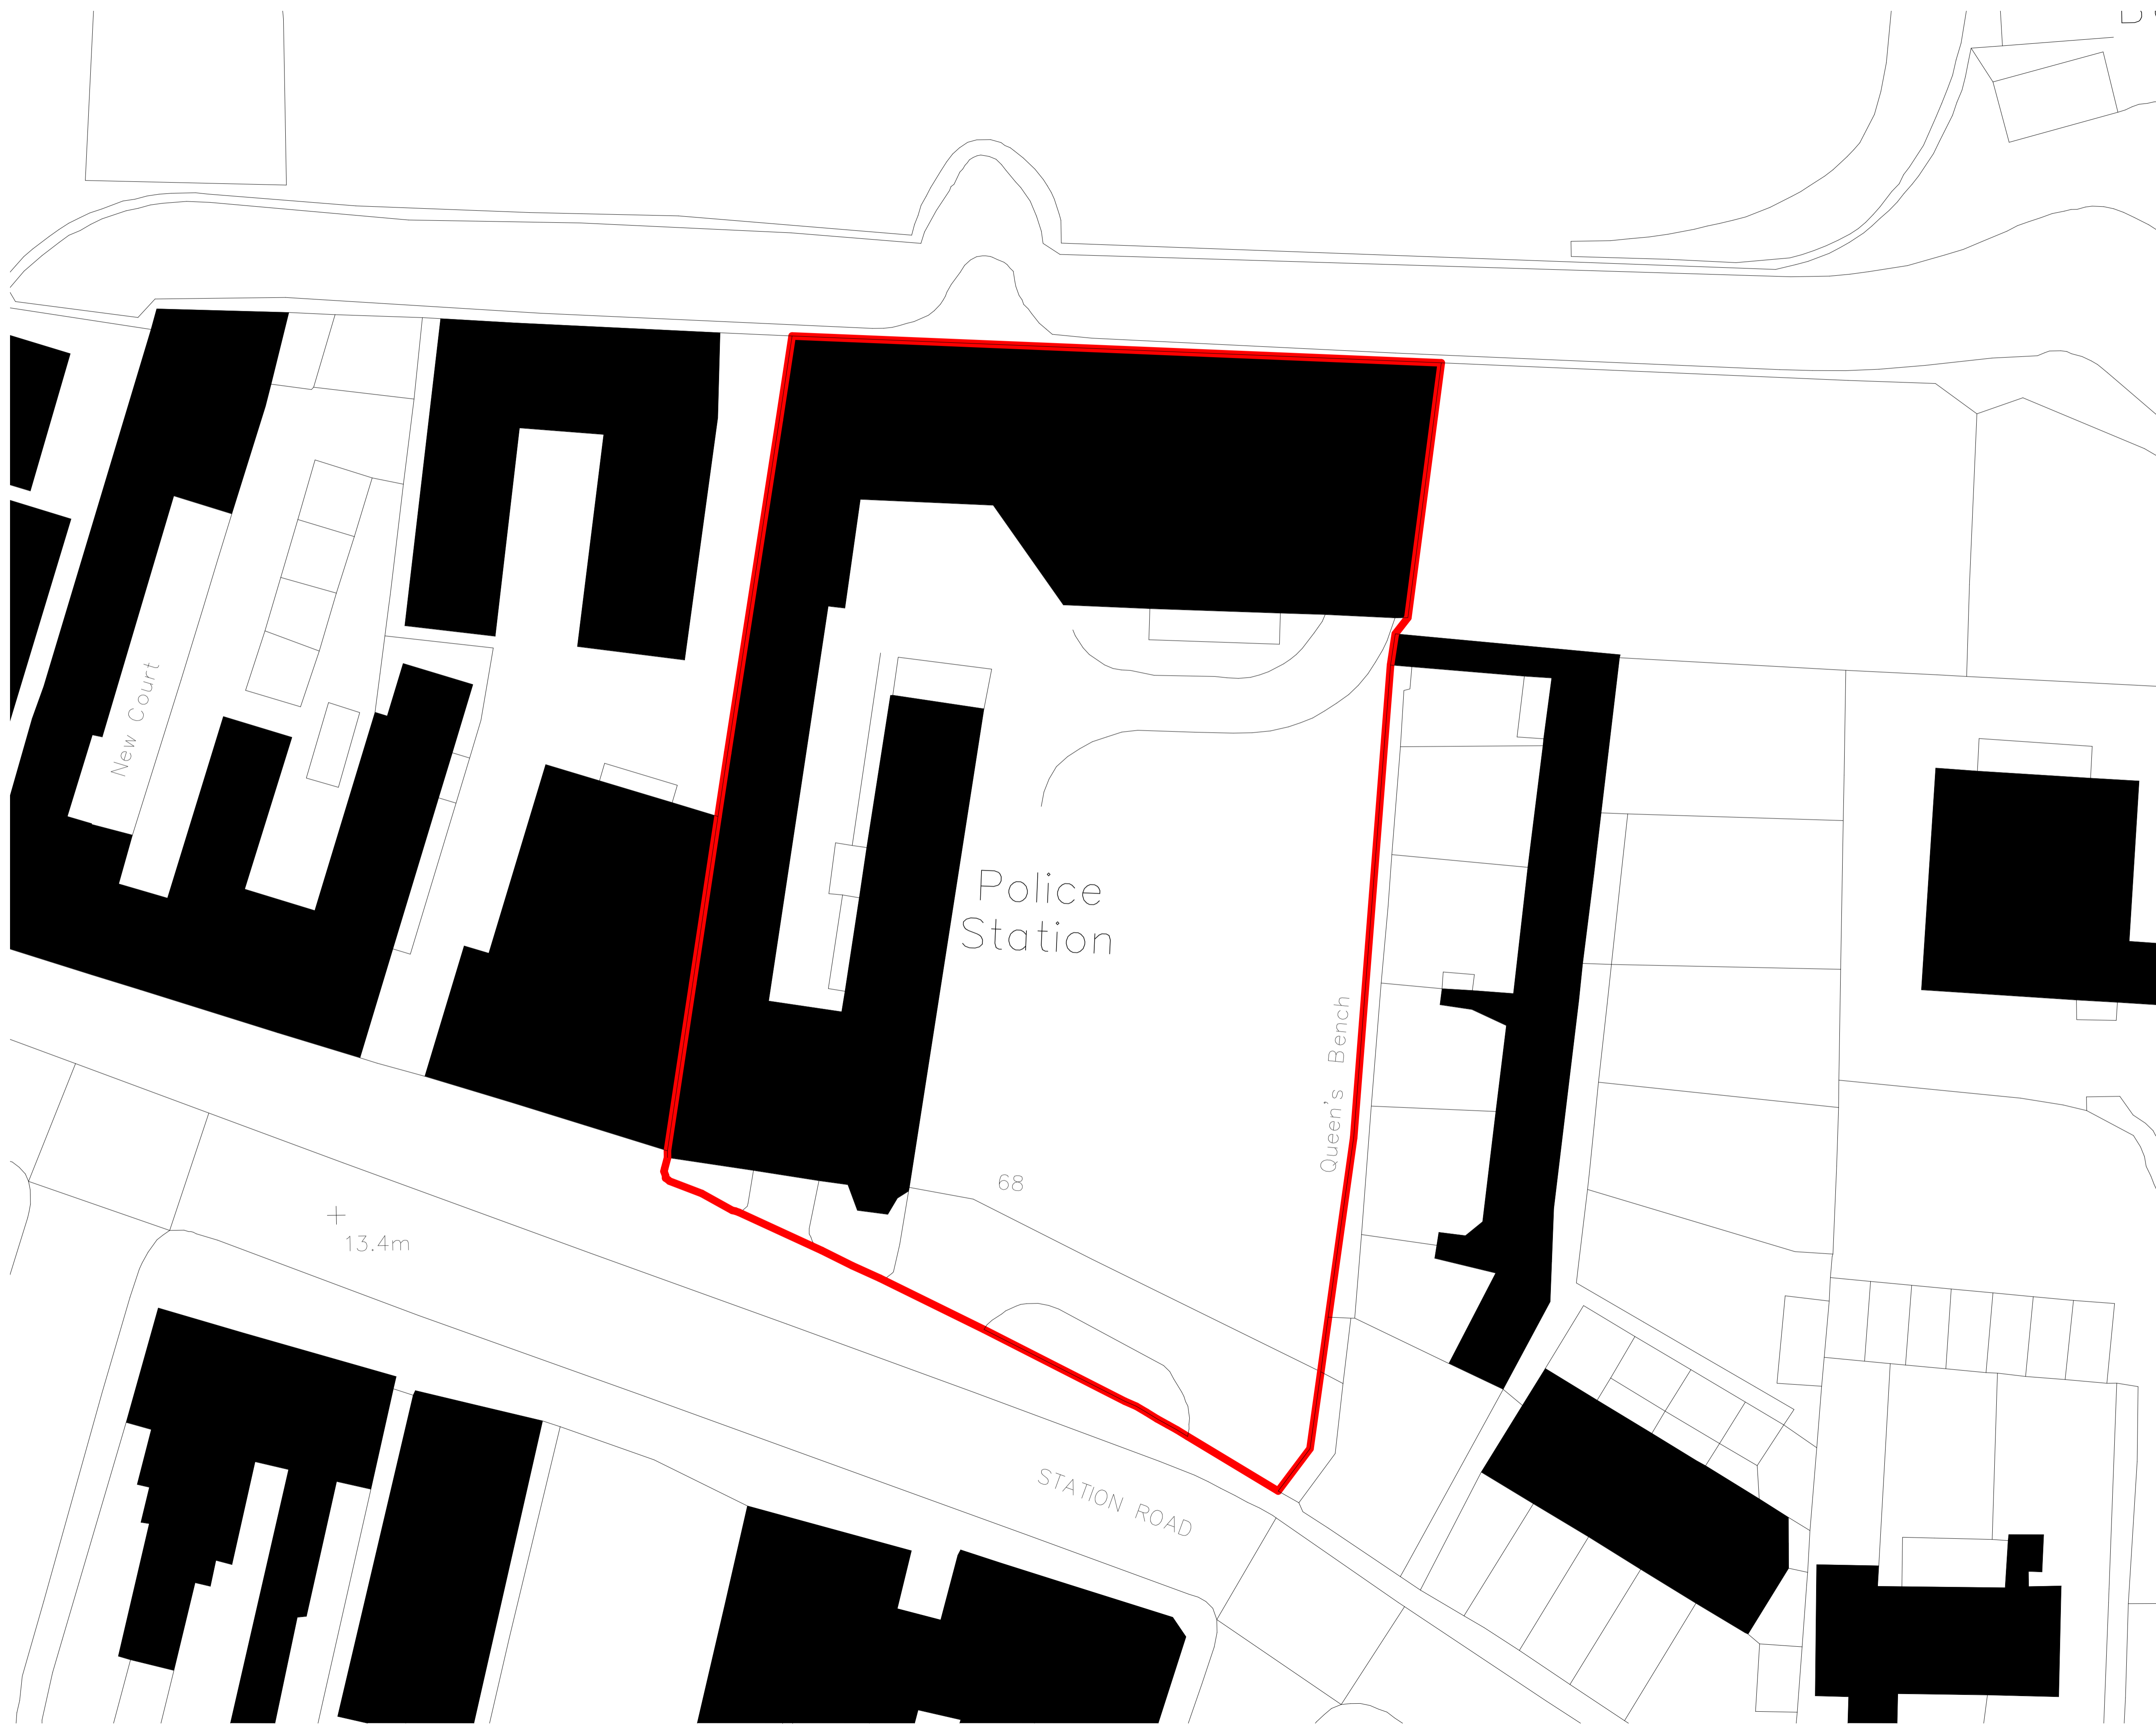 New Court
Police
Station
Queen's Bench
68
13.4m
STATION ROAD